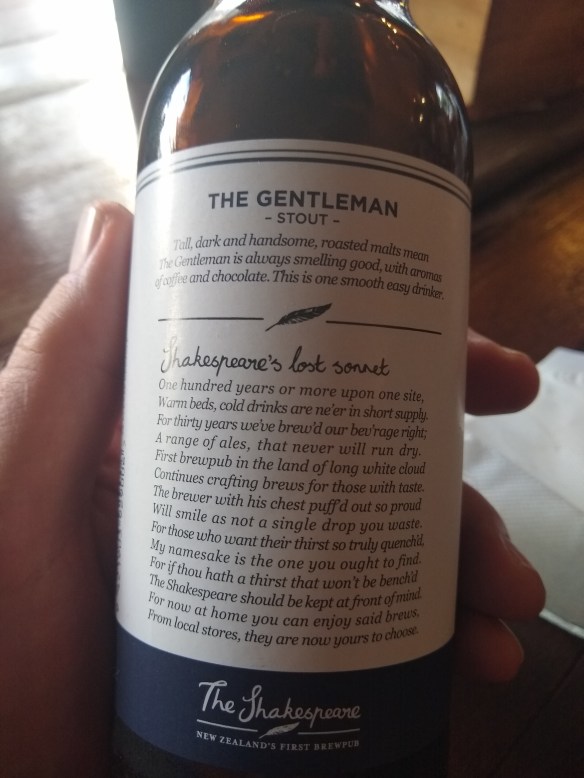 THE GENTLEMAN
- STOUT -
Tall, dark and handsome, roasted malts mean
The Gentleman is always smelling good, with aromas
of coffee and chocolate. This is one smooth easy drinker.
Shakespeare's lost sonnet
One hundred years or more upon one site,
Warm beds, cold drinks are ne'er in short supply.
For thirty years we've brew'd our bev'rage right;
A range of ales, that never will run dry.
First brewpub in the land of long white cloud
Continues crafting brews for those with taste.
The brewer with his chest puff'd out so proud
Will smile as not a single drop you waste.
For those who want their thirst so truly quench'd,
My namesake is the one you ought to find.
For if thou hath a thirst that won't be bench'd
The Shakespeare should be kept at front of mind.
For now at home you can enjoy said brews,
From local stores, they are now yours to choose.
The Shakespeare
NEW ZEALAND'S FIRST BREWPUB